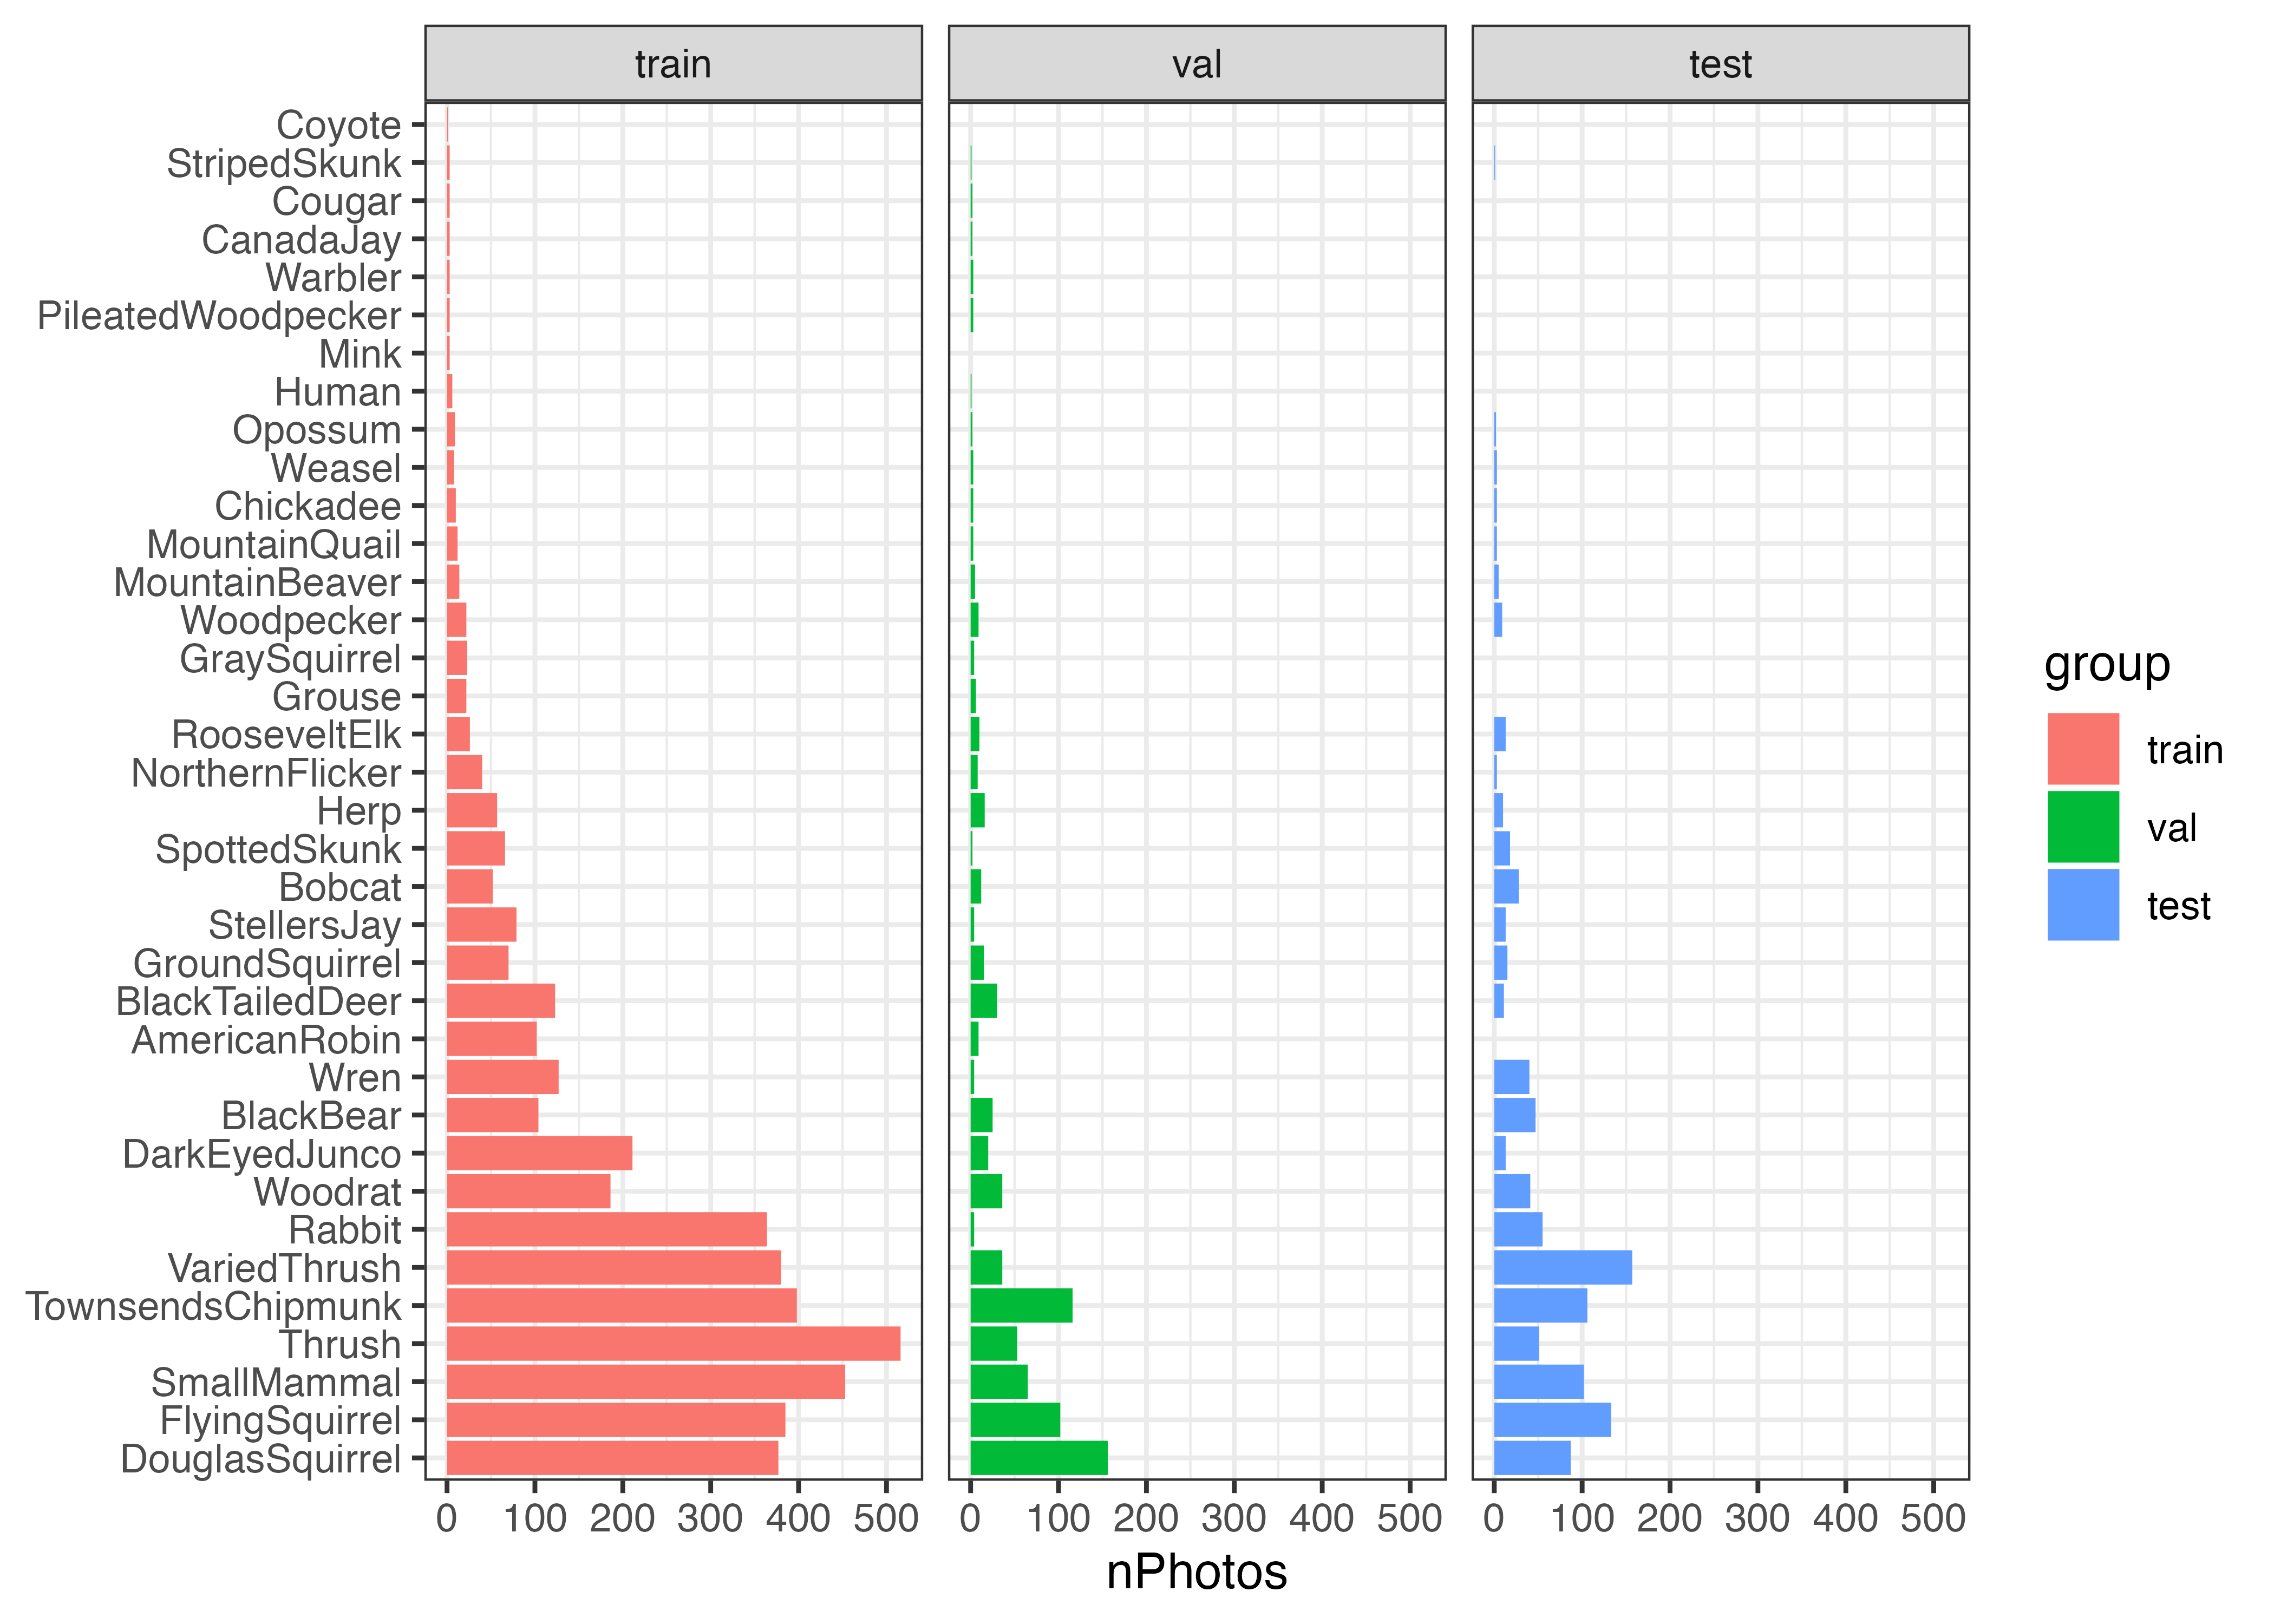 train val test
Coyote
StripedSkunk
Cougar
CanadaJay
Warbler
PileatedWoodpecker
Mink
Human
Opossum
Weasel
Chickadee
MountainQuail
MountainBeaver
Woodpecker
GraySquirrel
Grouse
RooseveltElk
NorthernFlicker
Herp
SpottedSkunk
Bobcat
StellersJay
GroundSquirrel
BlackTailedDeer
AmericanRobin
Wren
BlackBear
DarkEyedJunco
Woodrat
Rabbit
VariedThrush
TownsendsChipmunk
Thrush
SmallMammal
FlyingSquirrel
DouglasSquirrel
0 100 200 300 400 500 0 100 200 300 400 500 0 100 200 300 400 500
nPhotos
group
train
val
test